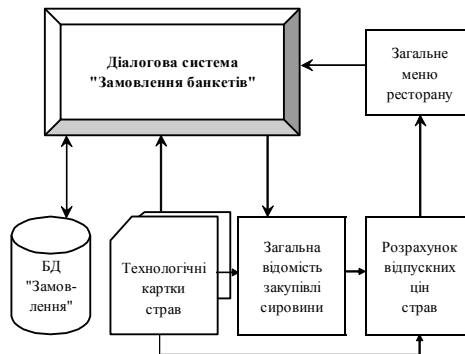 Діалогова система
"Замовлення банкетів"
Загальне
меню
ресторану
БД
"Замов-
лення"
Технологічні
картки
страв
Загальна
відомість
закупівлі
сировини
Розрахунок
відпускних
цін
страв